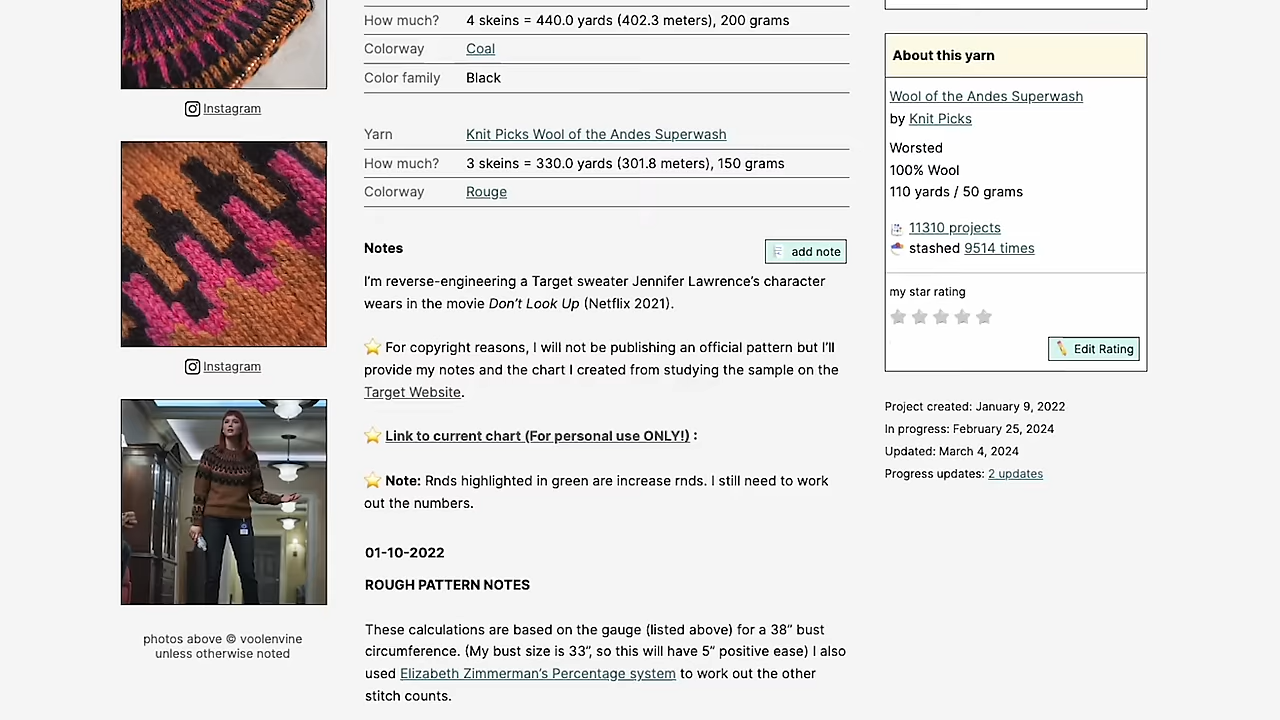 How much? 4 skeins = 440.0 yards (402.3 meters), 200 grams
Colorway Coal
Color family Black
Yarn Knit Picks Wool of the Andes Superwash
How much? 3 skeins = 330.0 yards (301.8 meters), 150 grams
Colorway Rouge
Notes
add note
I'm reverse-engineering a Target sweater Jennifer Lawrence's character
wears in the movie Don't Look Up (Netflix 2021).
⭐ For copyright reasons, I will not be publishing an official pattern but I'll
provide my notes and the chart I created from studying the sample on the
Target Website.
⭐ Link to current chart (For personal use ONLY!) :
⭐ Note: Rnds highlighted in green are increase rnds. I still need to work
out the numbers.
01-10-2022
ROUGH PATTERN NOTES
These calculations are based on the gauge (listed above) for a 38" bust
circumference. (My bust size is 33", so this will have 5" positive ease) I also
used Elizabeth Zimmerman's Percentage system to work out the other
stitch counts.
Instagram
Instagram
photos above © voolenvine
unless otherwise noted
About this yarn
Wool of the Andes Superwash
by Knit Picks
Worsted
100% Wool
110 yards / 50 grams
11310 projects
stashed 9514 times
my star rating
Edit Rating
Project created: January 9, 2022
In progress: February 25, 2024
Updated: March 4, 2024
Progress updates: 2 updates